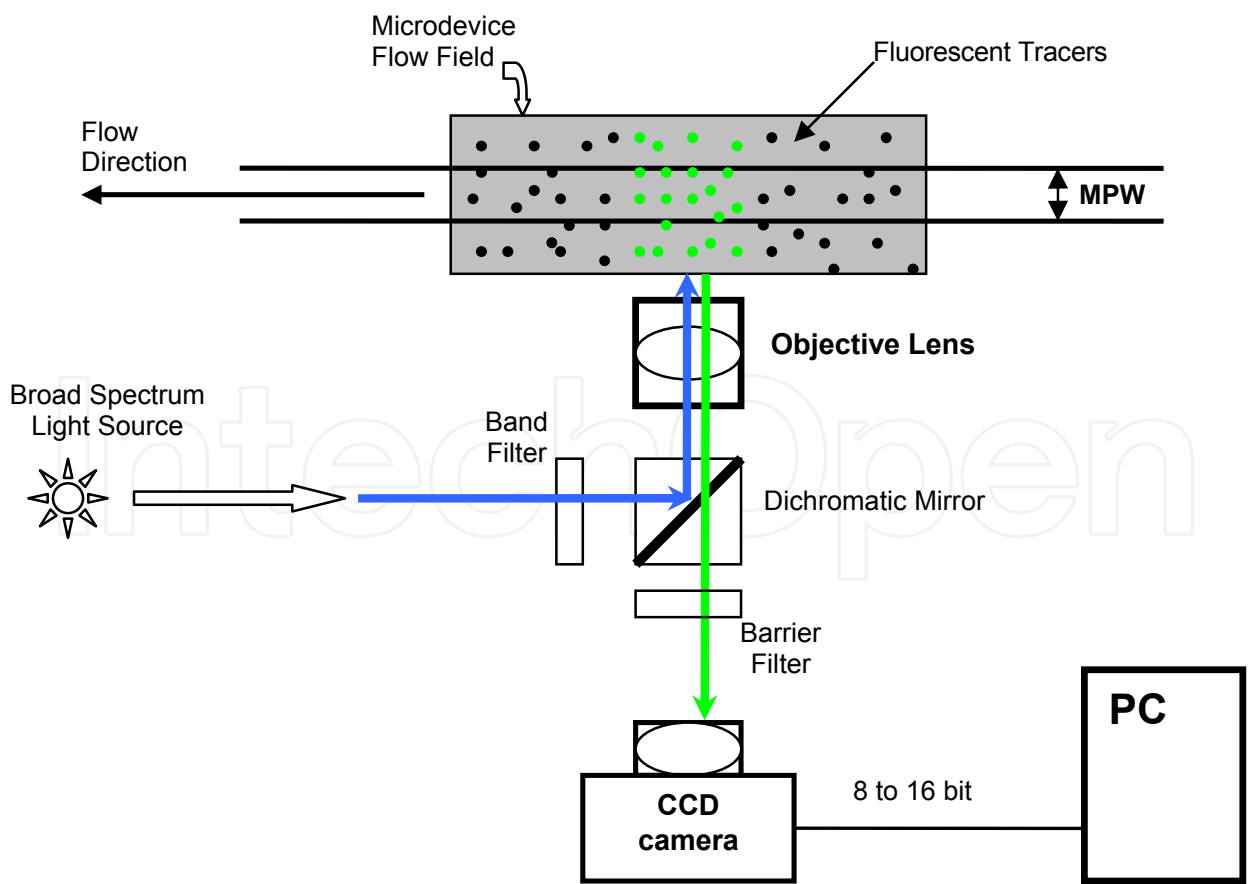 Microdevice
Flow Field
Fluorescent Tracers
Flow
Direction
MPW
Objective Lens
Broad Spectrum
Light Source
Band
Filter
IntechOpen
Dichromatic Mirror
Barrier
Filter
PC
8 to 16 bit
CCD
camera